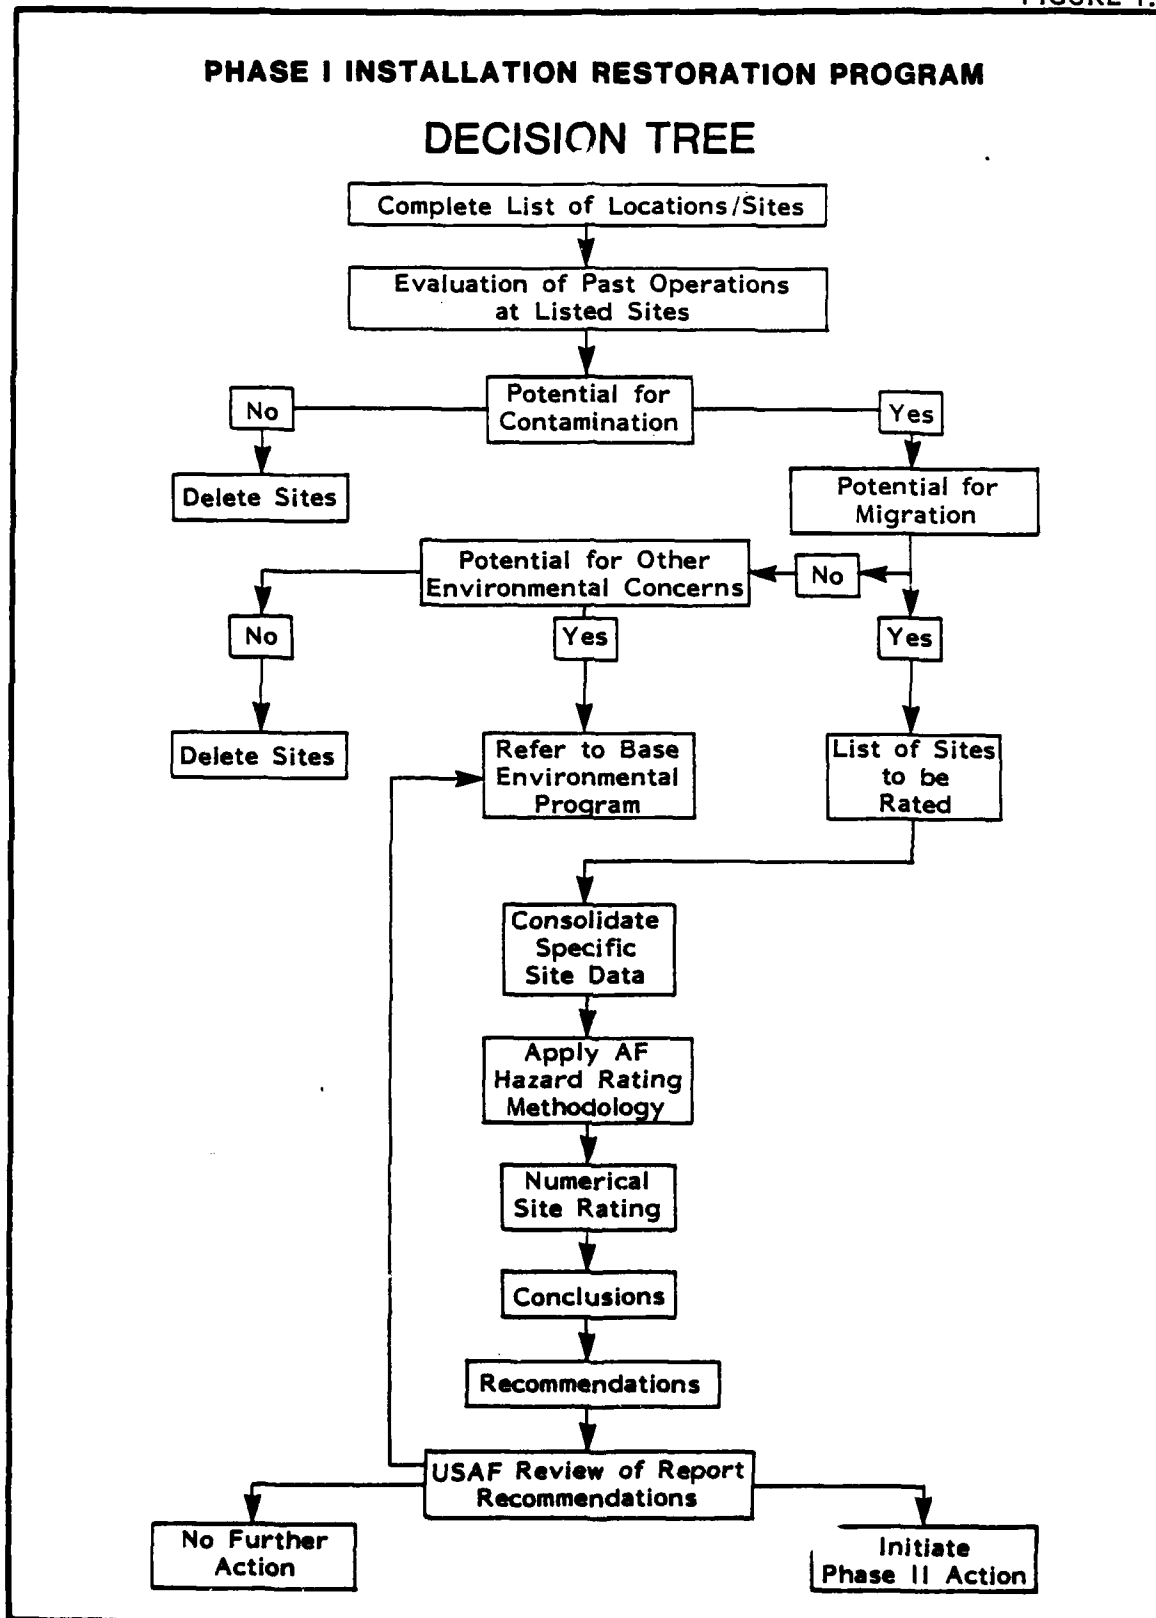 FIGURE 1.
PHASE I INSTALLATION RESTORATION PROGRAM
DECISION TREE
Complete List of Locations/Sites
Evaluation of Past Operations
at Listed Sites
Potential for
Contamination
No
Yes
Delete Sites
Potential for
Migration
Potential for Other
Environmental Concerns
No
No
Yes
Yes
Delete Sites
Refer to Base
Environmental
Program
List of Sites
to be
Rated
Consolidate
Specific
Site Data
Apply AF
Hazard Rating
Methodology
Numerical
Site Rating
Conclusions
Recommendations
USAF Review of Report
Recommendations
No Further
Action
Initiate
Phase II Action